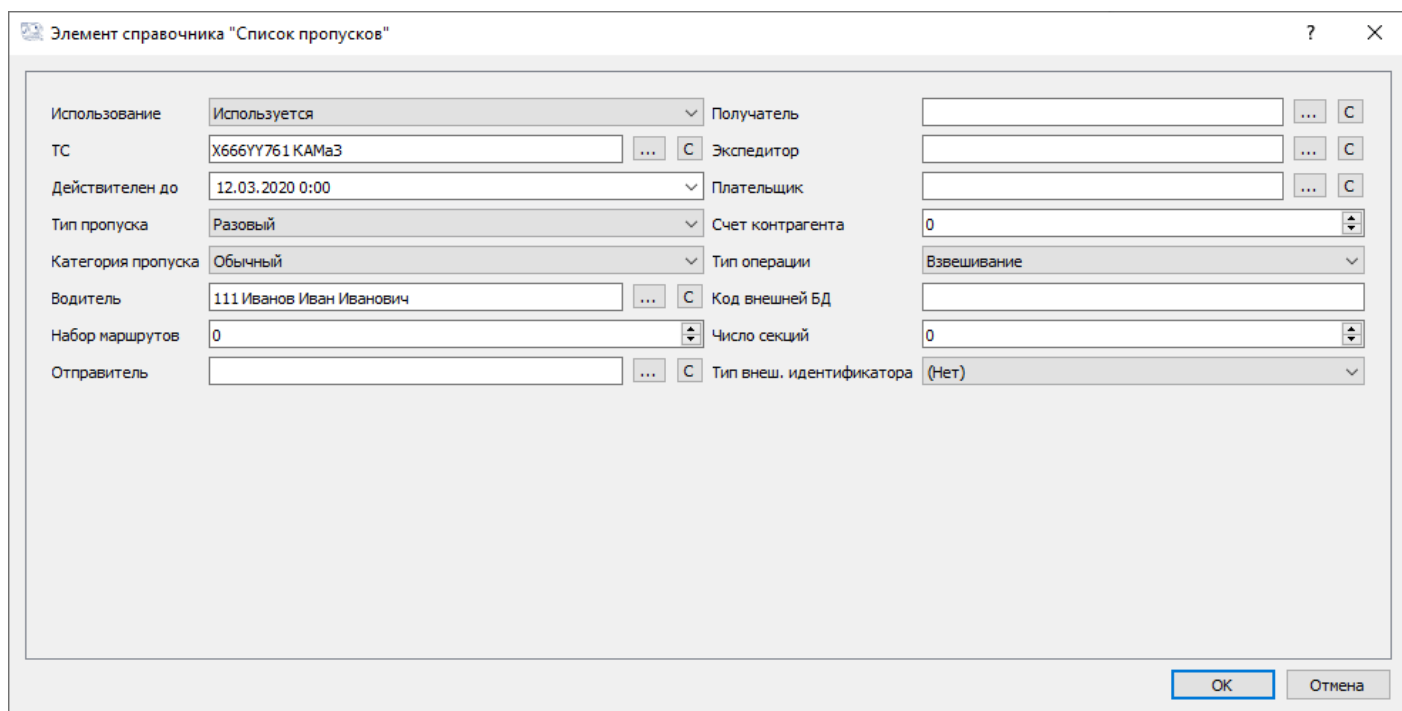 Элемент справочника "Список пропусков" ?
Использование Используется
ТС X666YY761 КАМаЗ ... С
Действителен до 12.03.2020 0:00
Тип пропуска Разовый
Категория пропуска Обычный
Водитель 111 Иванов Иван Иванович ... С
Набор маршрутов 0
Отправитель ... С
Получатель ... С
Экспедитор ... С
Плательщик ... С
Счет контрагента 0
Тип операции Взвешивание
Код внешней БД
Число секций 0
Тип внеш. идентификатора (Нет)
OK Отмена